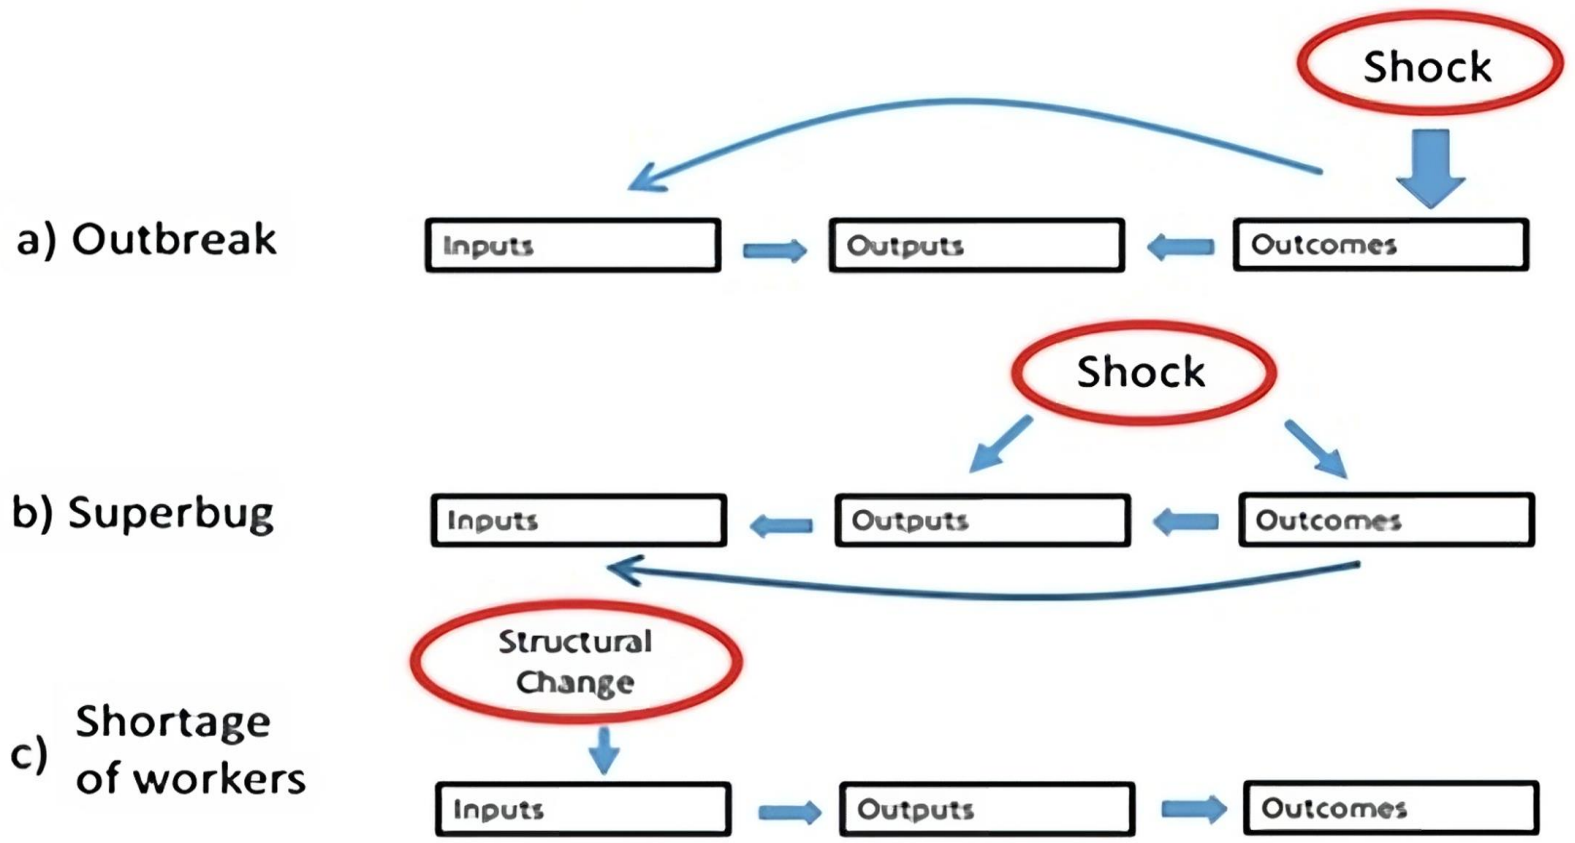 Shock
a) Outbreak
Inputs
Outputs
Outcomes
Shock
b) Superbug
Inputs
Outputs
Outcomes
Structural
Change
c) Shortage
of workers
Inputs
Outputs
Outcomes